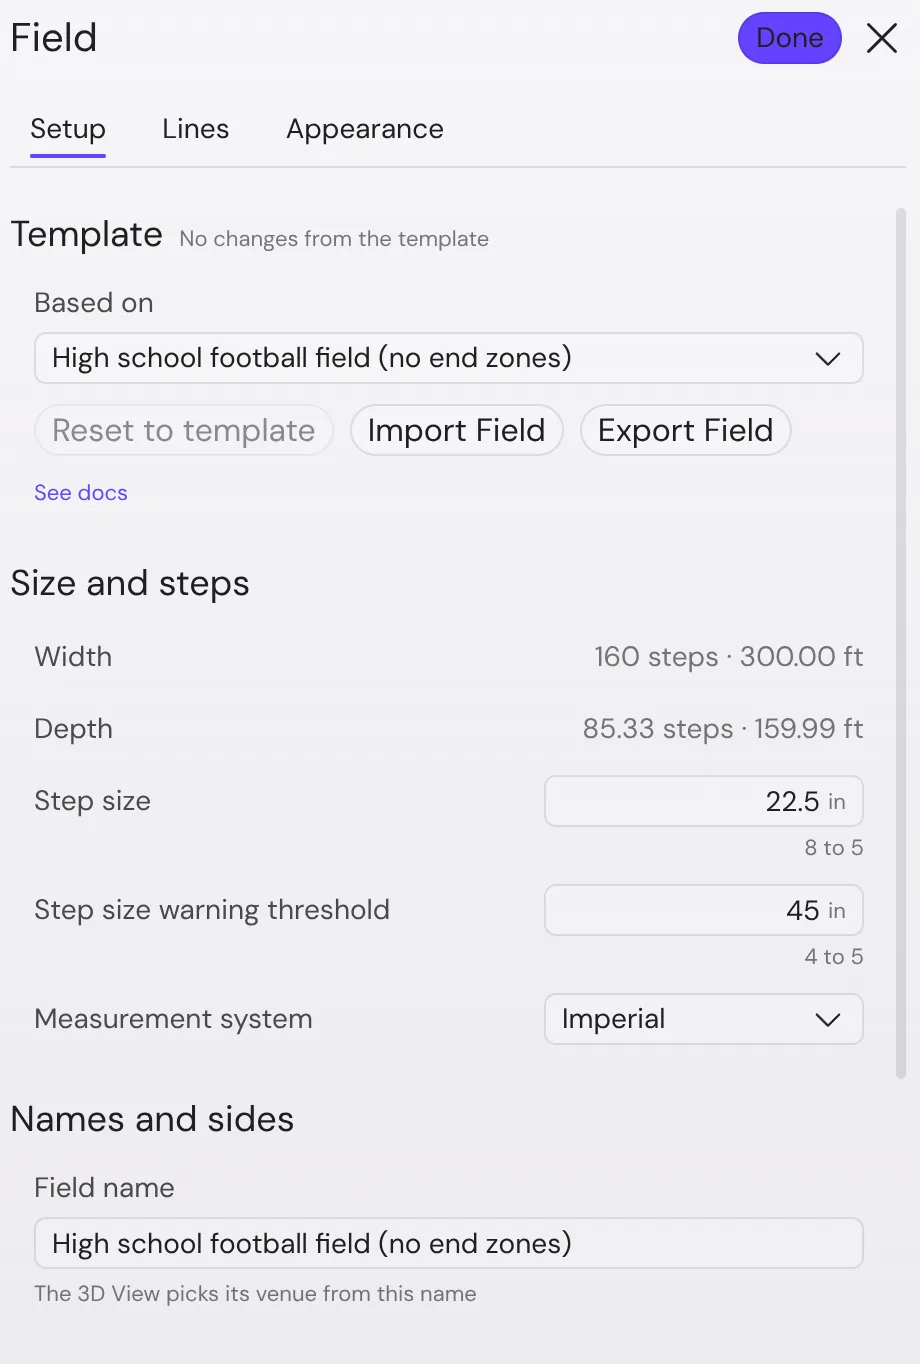 Field
Done
Setup
Lines
Appearance
Template
No changes from the template
Based on
High school football field (no end zones)
Reset to template
Import Field
Export Field
See docs
Size and steps
Width
160 steps · 300.00 ft
Depth
85.33 steps · 159.99 ft
Step size
22.5 in
8 to 5
Step size warning threshold
45 in
4 to 5
Measurement system
Imperial
Names and sides
Field name
High school football field (no end zones)
The 3D View picks its venue from this name